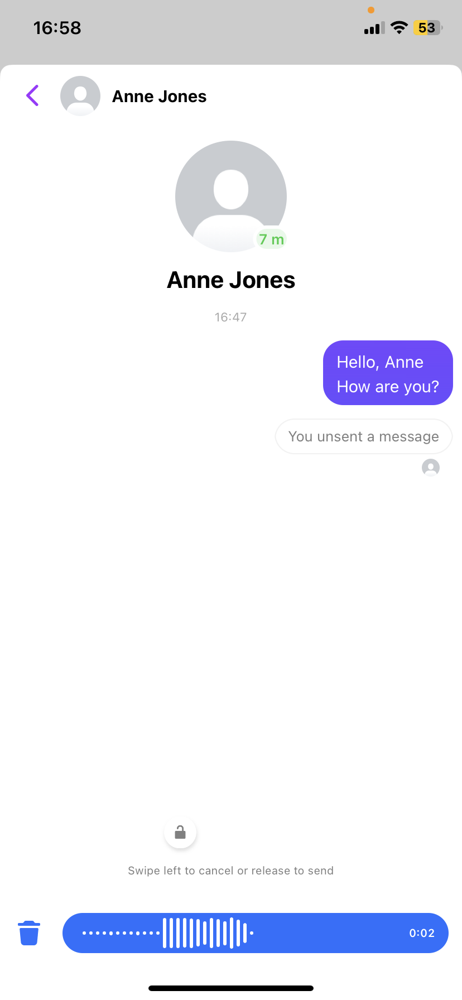 16:58
53
Anne Jones
7 m
Anne Jones
16:47
Hello, Anne
How are you?
You unsent a message
Swipe left to cancel or release to send
0:02